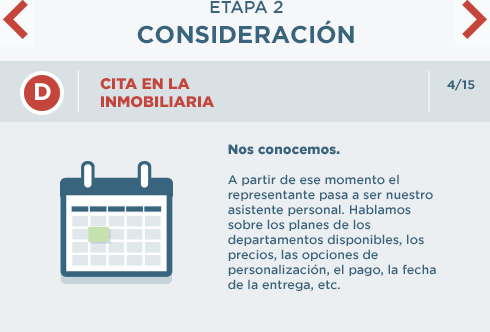 ETAPA 2
CONSIDERACIÓN
D
CITA EN LA
INMOBILIARIA
4/15
Nos conocemos.
A partir de ese momento el
representante pasa a ser nuestro
asistente personal. Hablamos
sobre los planes de los
departamentos disponibles, los
precios, las opciones de
personalización, el pago, la fecha
de la entrega, etc.